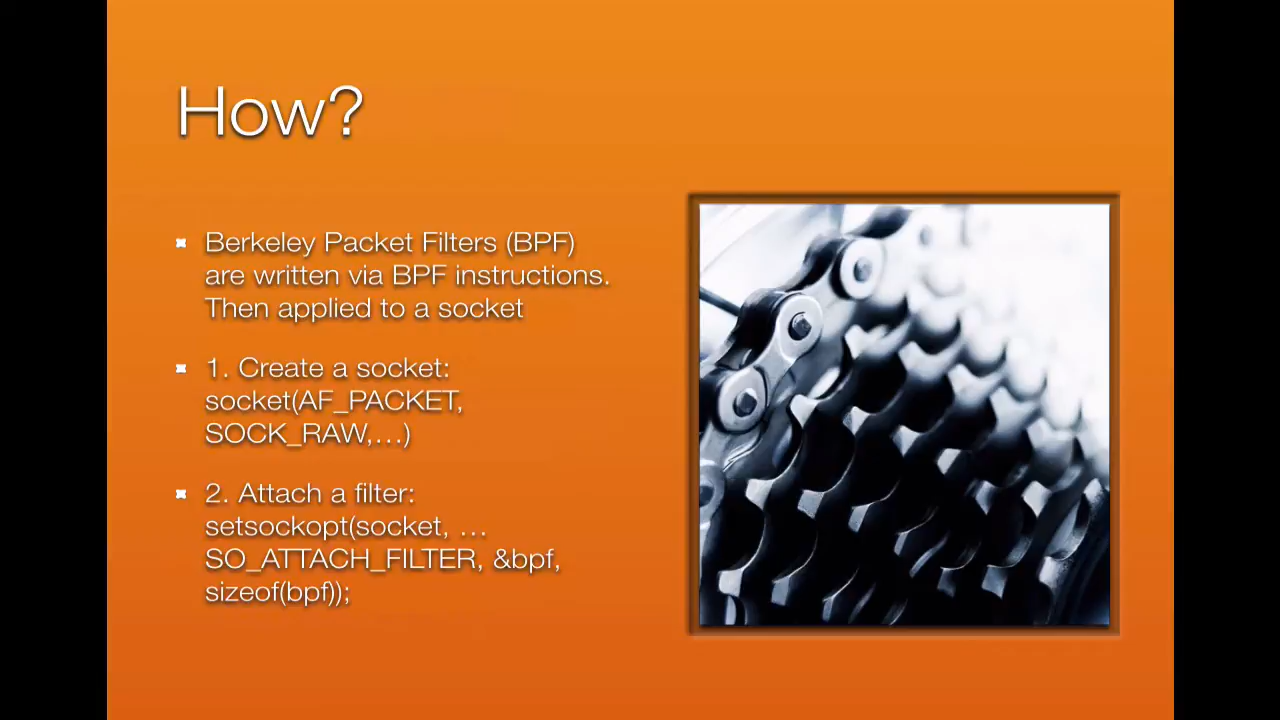 How?
Berkeley Packet Filters (BPF)
are written via BPF instructions.
Then applied to a socket
1. Create a socket:
socket(AF_PACKET,
SOCK_RAW,…)
2. Attach a filter:
setsockopt(socket, …
SO_ATTACH_FILTER, &bpf,
sizeof(bpf));